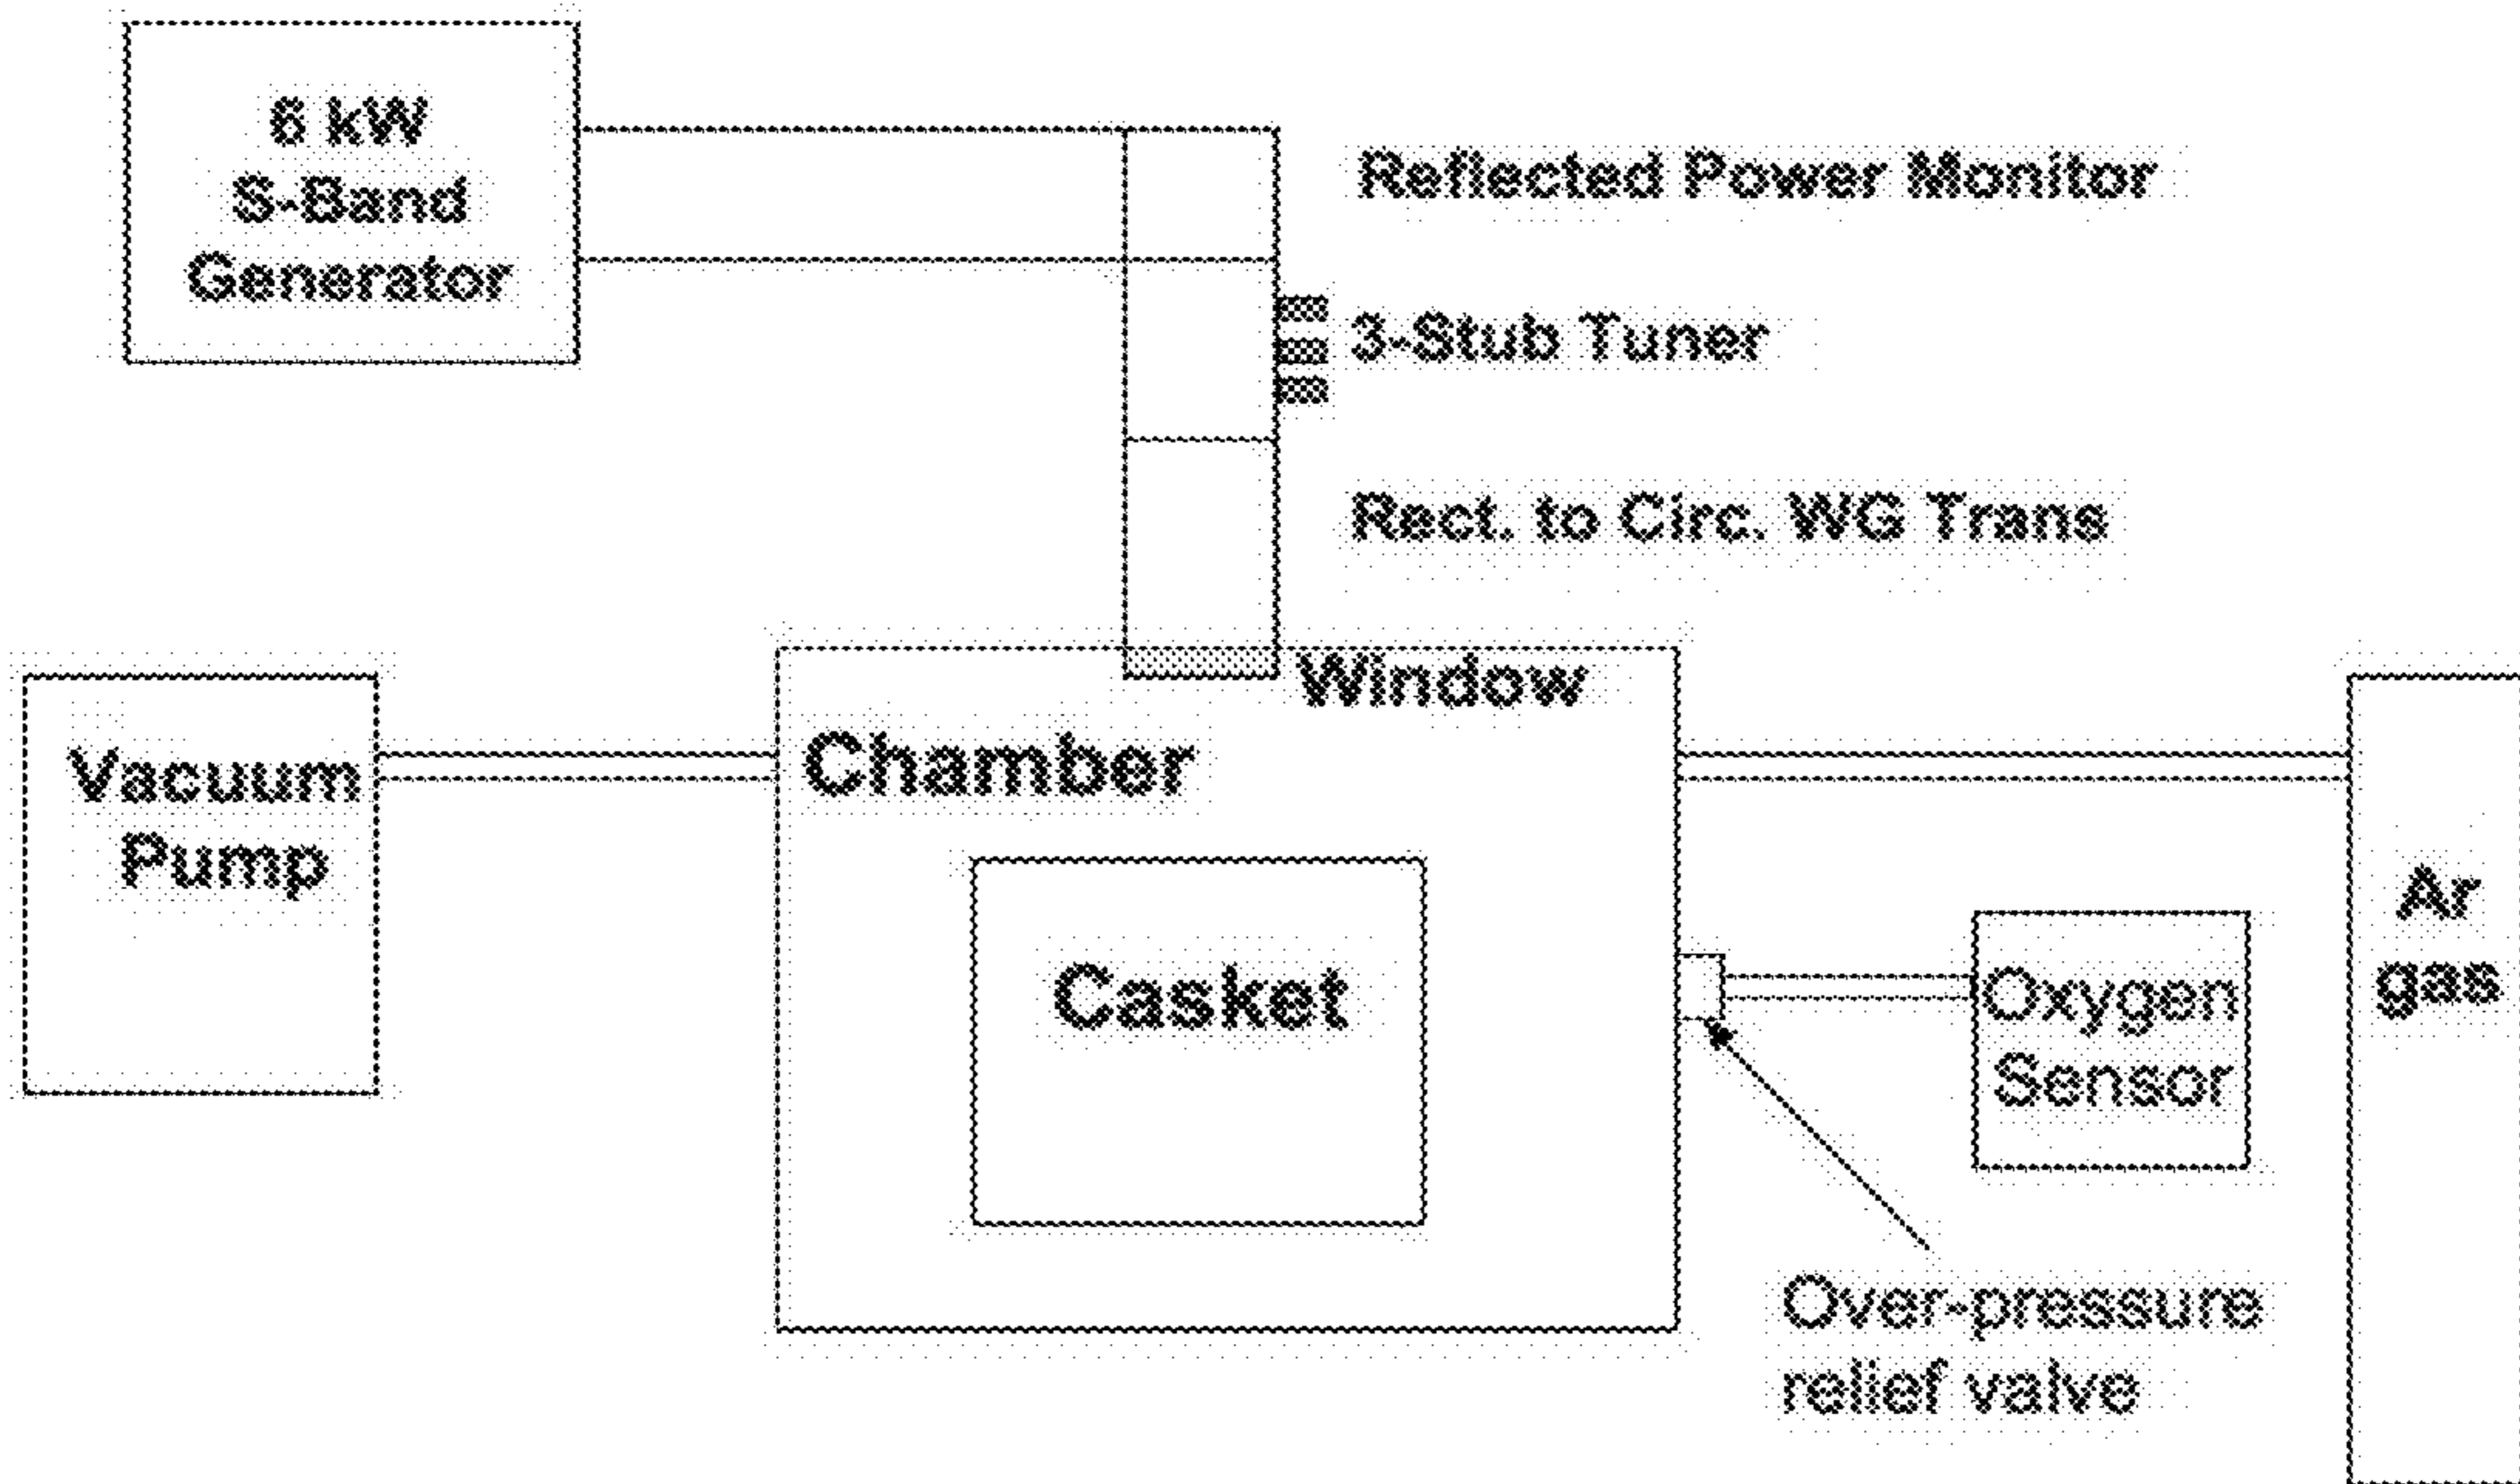 6 kW
S-Band
Generator
Reflected Power Monitor
3-Stub Tuner
Rect. to Circ. WG Trans
Window
Vacuum
Pump
Chamber
Casket
Ar
gas
Oxygen
Sensor
Over-pressure
relief valve